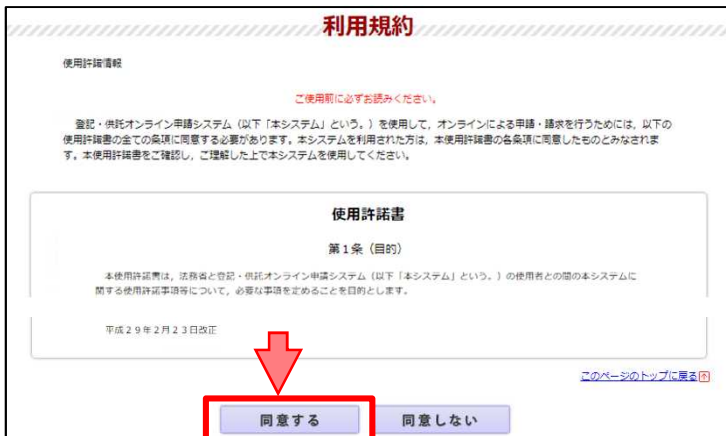 利用規約
使用許諾情報
ご使用前に必ずお読みください。
登記・供託オンライン申請システム（以下「本システム」という。）を使用して，オンラインによる申請・請求を行うためには，以下の
使用許諾書の全ての条項に同意する必要があります。本システムを利用された方は，本使用許諾書の各条項に同意したものとみなされま
す。本使用許諾書をご確認し，ご理解した上で本システムを使用してください。
使用許諾書
第１条（目的）
本使用許諾書は，法務省と登記・供託オンライン申請システム（以下「本システム」という。）の使用者との間の本システムに
関する使用許諾事項等について，必要な事項を定めることを目的とします。
平成２９年２月２３日改正
このページのトップに戻る
同意する
同意しない